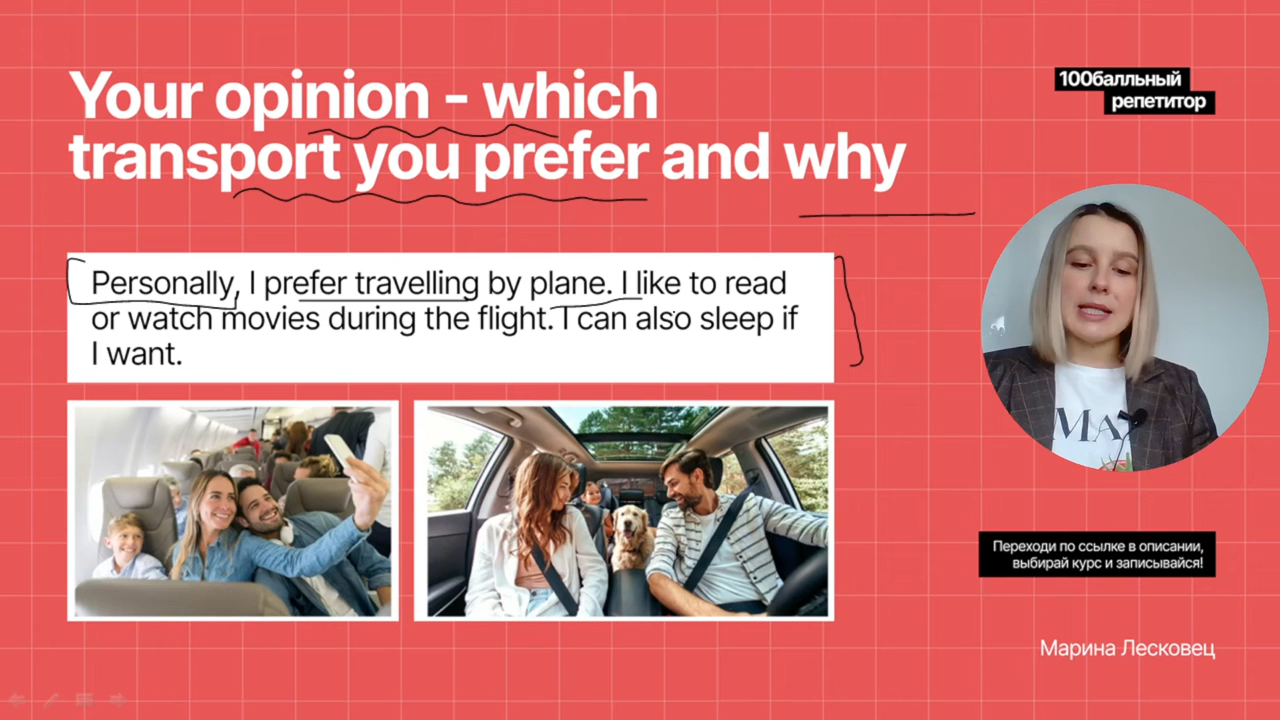 Your opinion - which
transport you prefer and why
100балльный
репетитор
Personally, I prefer travelling by plane. I like to read
or watch movies during the flight. I can also sleep if
I want.
MA
Переходи по ссылке в описании,
выбирай курс и записывайся!
Марина Лесковец